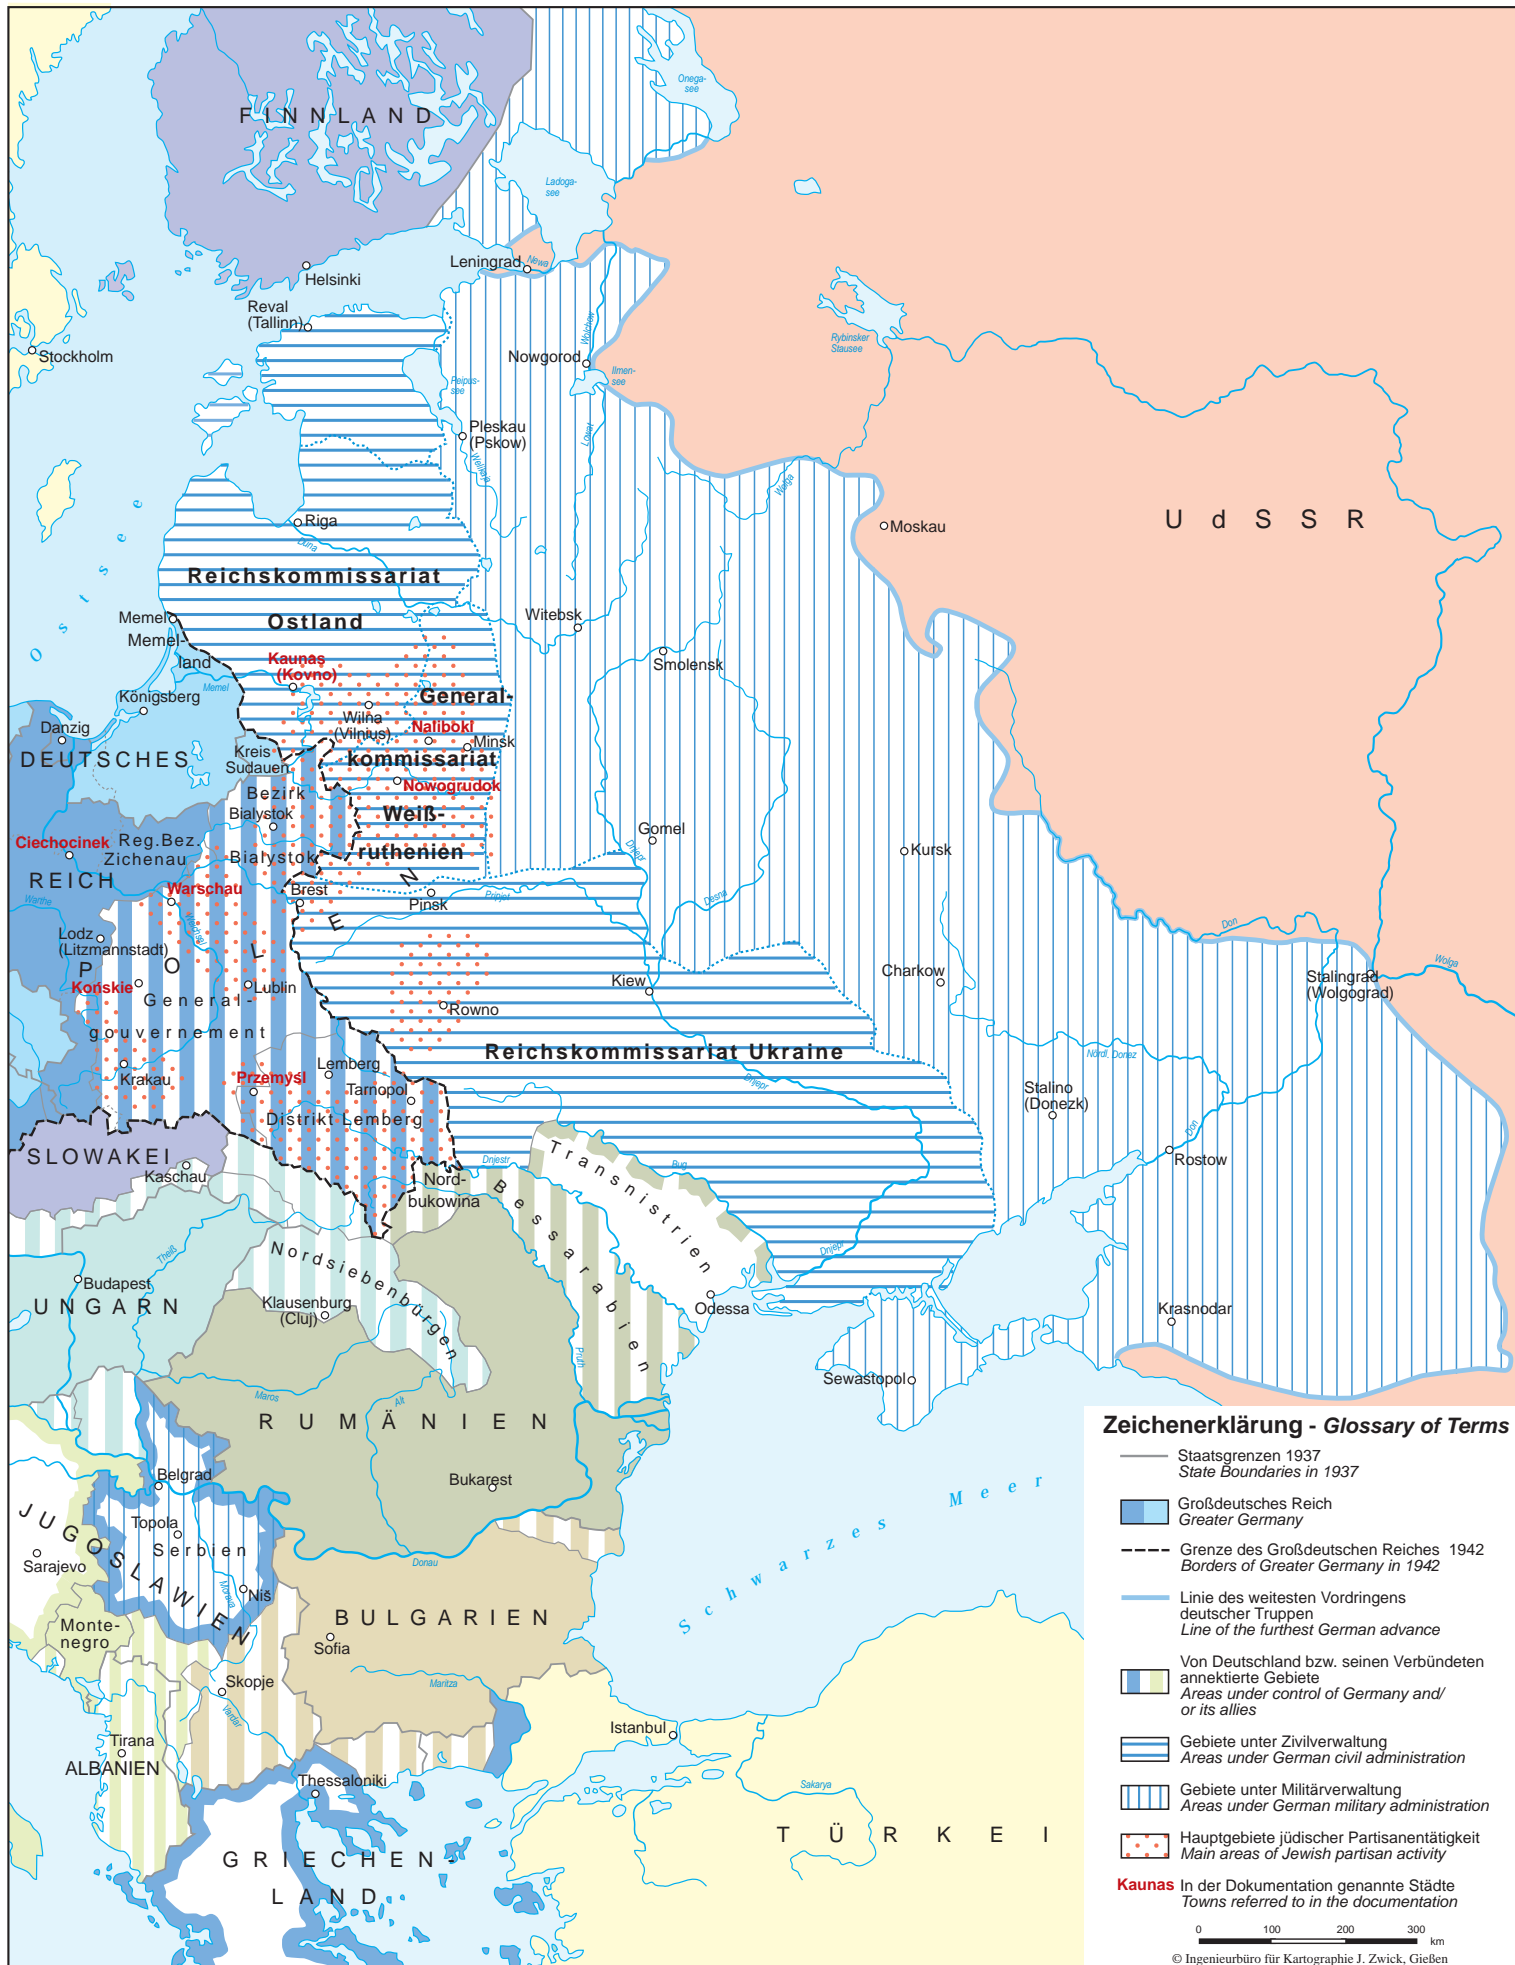 FINNLAND
Onega-
see
Ladoga-
see
Helsinki
Leningrad
Newa
Reval
(Tallinn)
Stockholm
Wolchow
Nowgorod
Ilmen-
see
Rybinsker
Stausee
Peipus-
see
Pleskau
(Pskow)
Welikaja
Lowat
Wolga
Ostsee
Riga
Düna
Moskau
UdSSR
Reichskommissariat
Ostland
Memel
Memel-
land
Witebsk
Smolensk
Kaunas
(Kovno)
Memel
Königsberg
General-
Wilna
(Vilnius)
Naliboki
Minsk
Danzig
DEUTSCHES
Kreis
Sudauen
kommissariat
Nowogrudok
Bezirk
Bialystok
Weiß-
Ciechocinek
Reg.Bez.
Zichenau
Bialystok
ruthenien
Gomel
Dnjepr
Kursk
REICH
Warschau
Brest
Pinsk
Pripjet
Desna
Warthe
Weichsel
Lodz
(Litzmannstadt)
POLEN
Don
Wolga
Stalingrad
(Wolgograd)
Charkow
Kiew
Końskie
Lublin
General-
gouvernement
Rowno
Reichskommissariat Ukraine
Nördl. Donez
Krakau
Przemyśl
Lemberg
Tarnopol
Dnjepr
Stalino
(Donezk)
Distrikt Lemberg
Don
Rostow
SLOWAKEI
Kaschau
Dnjestr
Bug
Transnistrien
Nord-
bukowina
Bessarabien
Theiß
Nordsiebenbürgen
Dnjepr
Budapest
UNGARN
Klausenburg
(Cluj)
Odessa
Krasnodar
Pruth
Sewastopol
Maros
Alt
RUMÄNIEN
Belgrad
Bukarest
Schwarzes Meer
JUGOSLAWIEN
Topola
Serbien
Sarajevo
Donau
Morava
Niš
BULGARIEN
Monte-
negro
Sofia
Skopje
Maritza
Vardar
Tirana
ALBANIEN
Istanbul
Thessaloniki
Sakarya
TÜRKEI
GRIECHEN-
LAND
Zeichenerklärung - Glossary of Terms
Staatsgrenzen 1937
State Boundaries in 1937
Großdeutsches Reich
Greater Germany
Grenze des Großdeutschen Reiches 1942
Borders of Greater Germany in 1942
Linie des weitesten Vordringens
deutscher Truppen
Line of the furthest German advance
Von Deutschland bzw. seinen Verbündeten
annektierte Gebiete
Areas under control of Germany and/
or its allies
Gebiete unter Zivilverwaltung
Areas under German civil administration
Gebiete unter Militärverwaltung
Areas under German military administration
Hauptgebiete jüdischer Partisanentätigkeit
Main areas of Jewish partisan activity
Kaunas In der Dokumentation genannte Städte
Towns referred to in the documentation
0 100 200 300
km
© Ingenieurbüro für Kartographie J. Zwick, Gießen